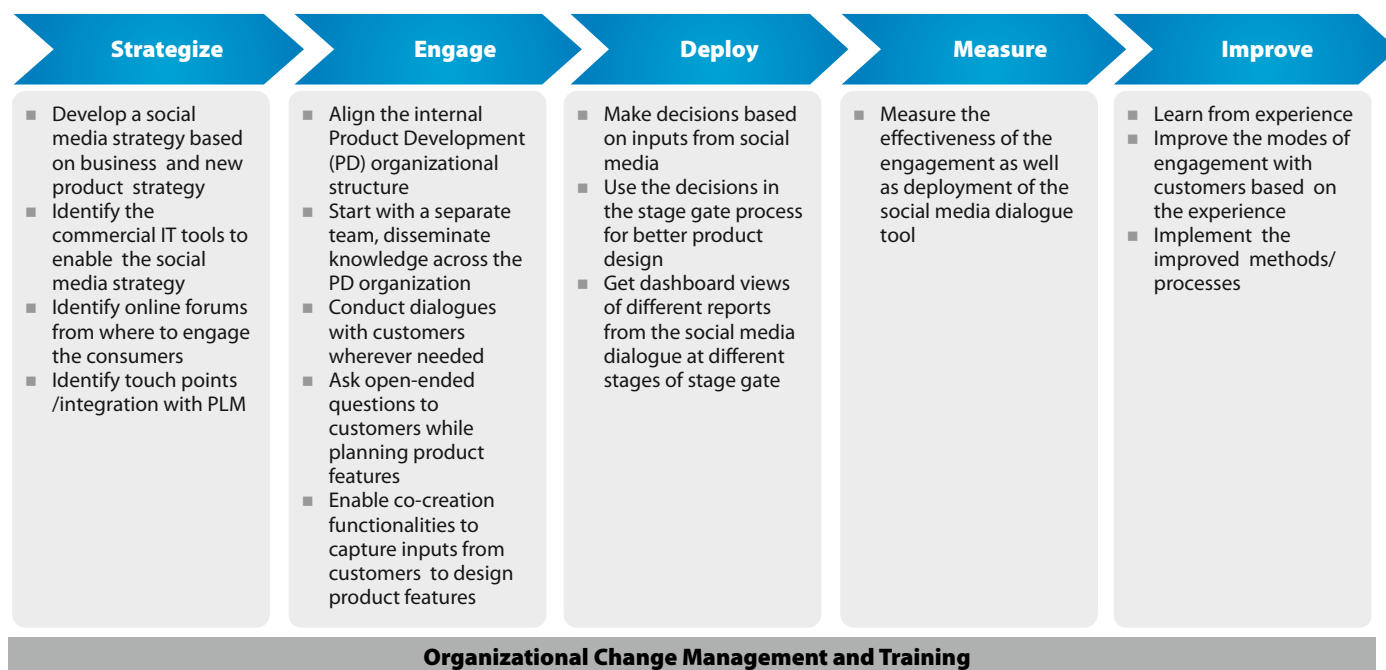 Strategize
Engage
Deploy
Measure
Improve
■ Develop a social
media strategy based
on business and new
product strategy
■ Identify the
commercial IT tools to
enable the social
media strategy
■ Identify online forums
from where to engage
the consumers
■ Identify touch points
/integration with PLM
■ Align the internal
Product Development
(PD) organizational
structure
■ Start with a separate
team, disseminate
knowledge across the
PD organization
■ Conduct dialogues
with customers
wherever needed
■ Ask open-ended
questions to
customers while
planning product
features
■ Enable co-creation
functionalities to
capture inputs from
customers to design
product features
■ Make decisions based
on inputs from social
media
■ Use the decisions in
the stage gate process
for better product
design
■ Get dashboard views
of different reports
from the social media
dialogue at different
stages of stage gate
■ Measure the
effectiveness of the
engagement as well
as deployment of the
social media dialogue
tool
■ Learn from experience
■ Improve the modes of
engagement with
customers based on
the experience
■ Implement the
improved methods/
processes
Organizational Change Management and Training